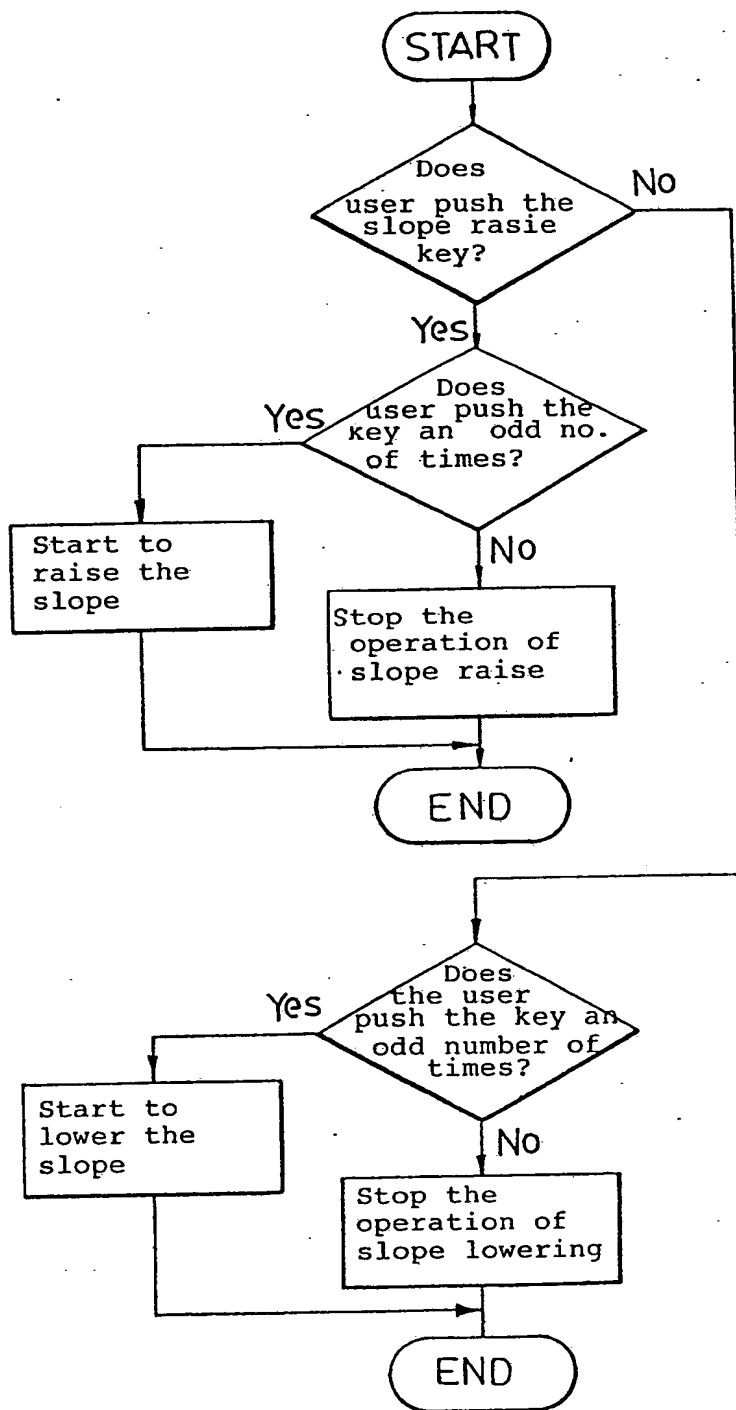 START
Does
user push the
slope rasie
key?
No
Yes
Does
user push the
key an odd no.
of times?
Yes
Start to
raise the
slope
No
Stop the
operation of
slope raise
END
Does
the user
push the key an
odd number of
times?
Yes
Start to
lower the
slope
No
Stop the
operation of
slope lowering
END